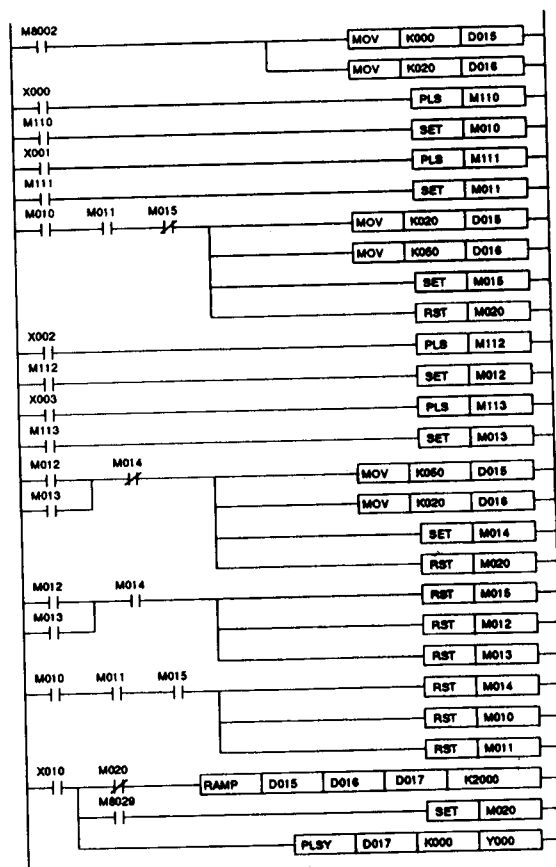 M8002
MOV K000 D015
MOV K020 D016
X000
PLS M110
M110
SET M010
X001
PLS M111
M111
SET M011
M010 M011 M015
MOV K020 D015
MOV K050 D016
SET M015
RST M020
X002
PLS M112
M112
SET M012
X003
PLS M113
M113
SET M013
M012 M014
MOV K050 D015
M013
MOV K020 D016
SET M014
RST M020
M012 M014
RST M015
M013
RST M012
RST M013
M010 M011 M015
RST M014
RST M010
RST M011
X010 M020
RAMP D015 D016 D017 K2000
M8029
SET M020
PLSY D017 K000 Y000